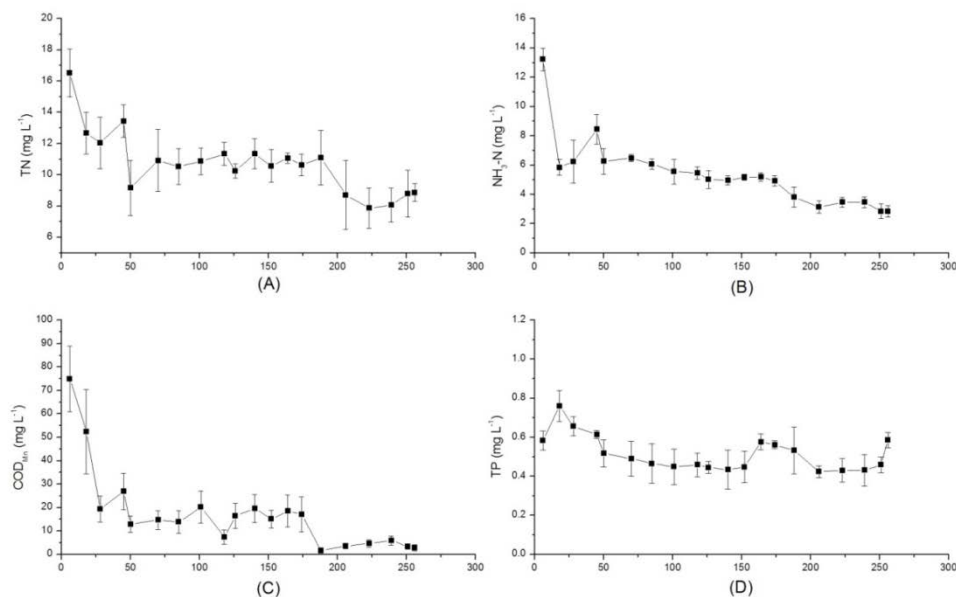 TN (mg L⁻¹)
20
18
16
14
12
10
8
6
0 50 100 150 200 250 300
(A)
NH₃-N (mg L⁻¹)
16
14
12
10
8
6
4
2
0
0 50 100 150 200 250 300
(B)
COD_Mn (mg L⁻¹)
100
90
80
70
60
50
40
30
20
10
0
0 50 100 150 200 250 300
(C)
TP (mg L⁻¹)
1.2
1.0
0.8
0.6
0.4
0.2
0.0
0 50 100 150 200 250 300
(D)